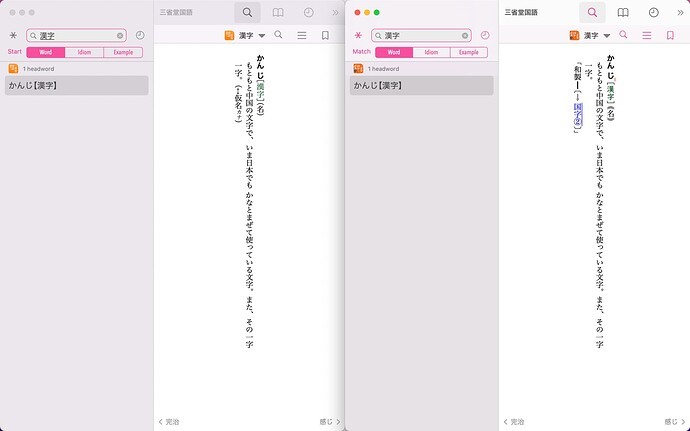 三省堂国語
漢字
Start
Word
Idiom
Example
1 headword
かんじ【漢字】
漢字
かんじ[漢字](名)
もともと中国の文字で、いま日本でも かなとまぜて使っている文字。また、その一字
一字。(↔仮名カナ)
完治
感じ
三省堂国語
漢字
Match
Word
Idiom
Example
1 headword
かんじ【漢字】
漢字
かんじ[漢字]《名》
もともと中国の文字で、いま日本でも かなとまぜて使っている文字。また、その一字
一字。
「和製ー[⇒国字②]」
完治
感じ